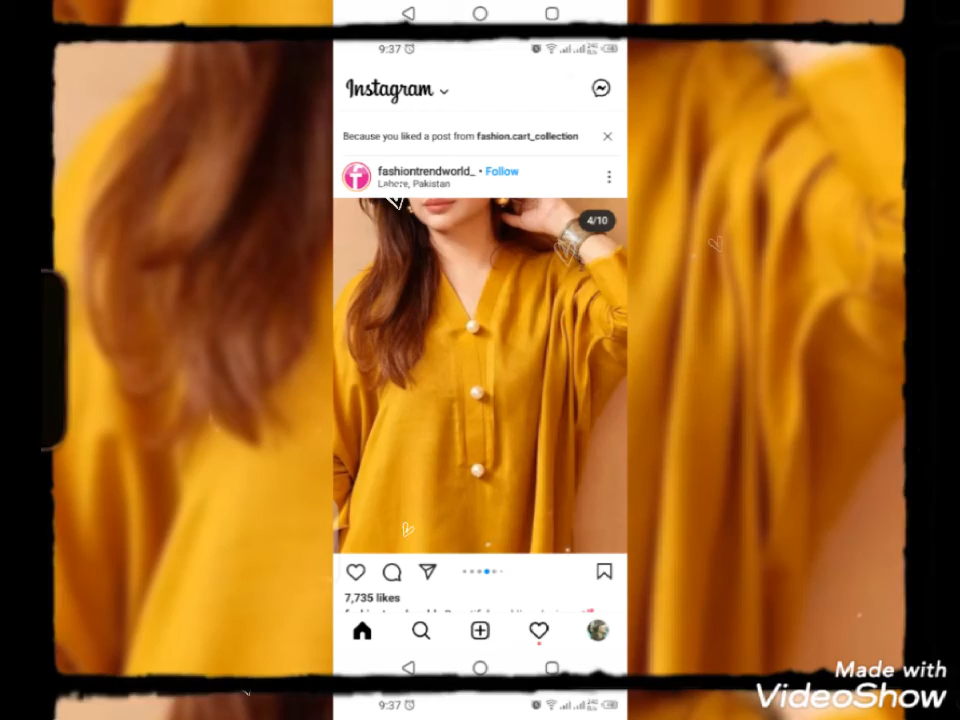 9:37
Instagram
Because you liked a post from fashion.cart_collection
fashiontrendworld_ • Follow
Lahore, Pakistan
4/10
7,735 likes
Made with
VideoShow
9:37